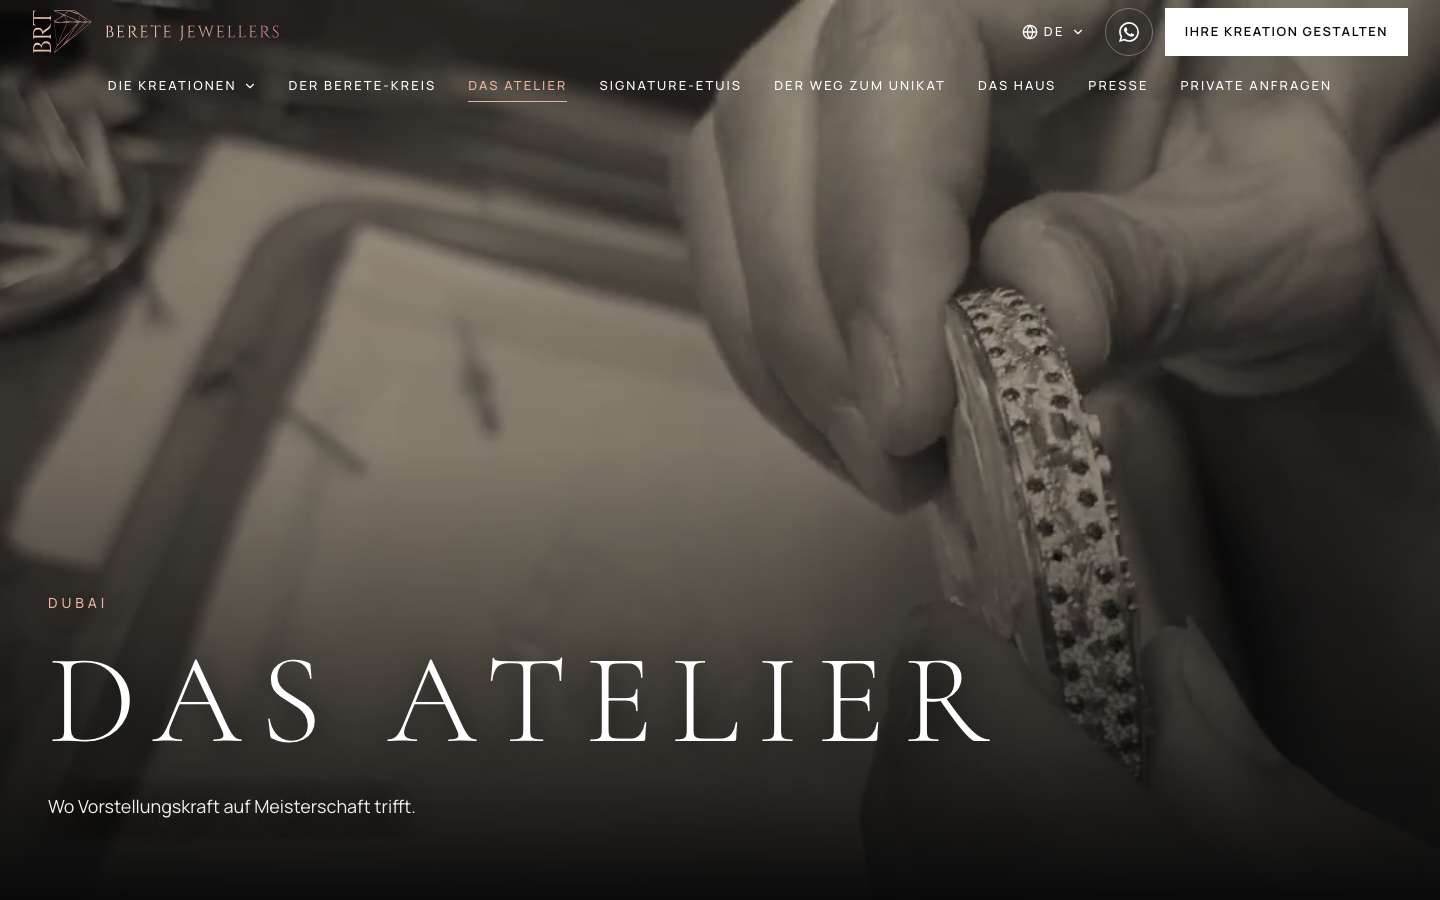 BRT
BERETE JEWELLERS
DE
IHRE KREATION GESTALTEN
DIE KREATIONEN
DER BERETE-KREIS
DAS ATELIER
SIGNATURE-ETUIS
DER WEG ZUM UNIKAT
DAS HAUS
PRESSE
PRIVATE ANFRAGEN
DUBAI
DAS ATELIER
Wo Vorstellungskraft auf Meisterschaft trifft.